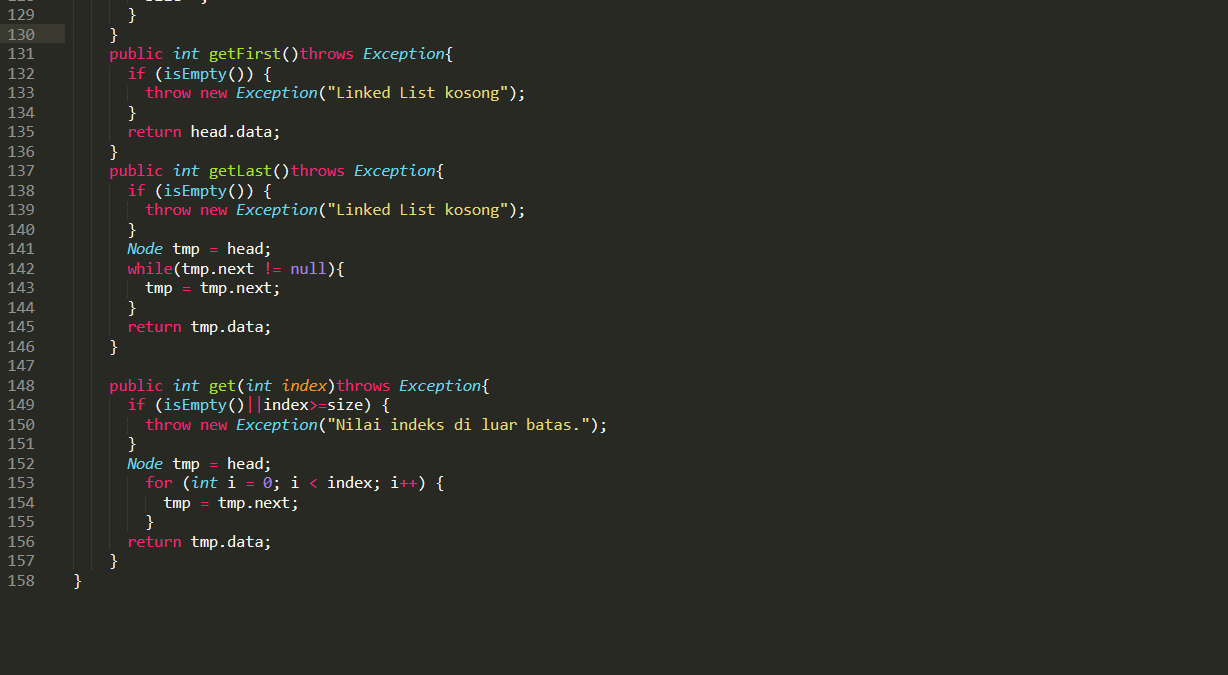 129 }
130 }
131 public int getFirst()throws Exception{
132 if (isEmpty()) {
133 throw new Exception("Linked List kosong");
134 }
135 return head.data;
136 }
137 public int getLast()throws Exception{
138 if (isEmpty()) {
139 throw new Exception("Linked List kosong");
140 }
141 Node tmp = head;
142 while(tmp.next != null){
143 tmp = tmp.next;
144 }
145 return tmp.data;
146 }
147
148 public int get(int index)throws Exception{
149 if (isEmpty()||index>=size) {
150 throw new Exception("Nilai indeks di luar batas.");
151 }
152 Node tmp = head;
153 for (int i = 0; i < index; i++) {
154 tmp = tmp.next;
155 }
156 return tmp.data;
157 }
158 }